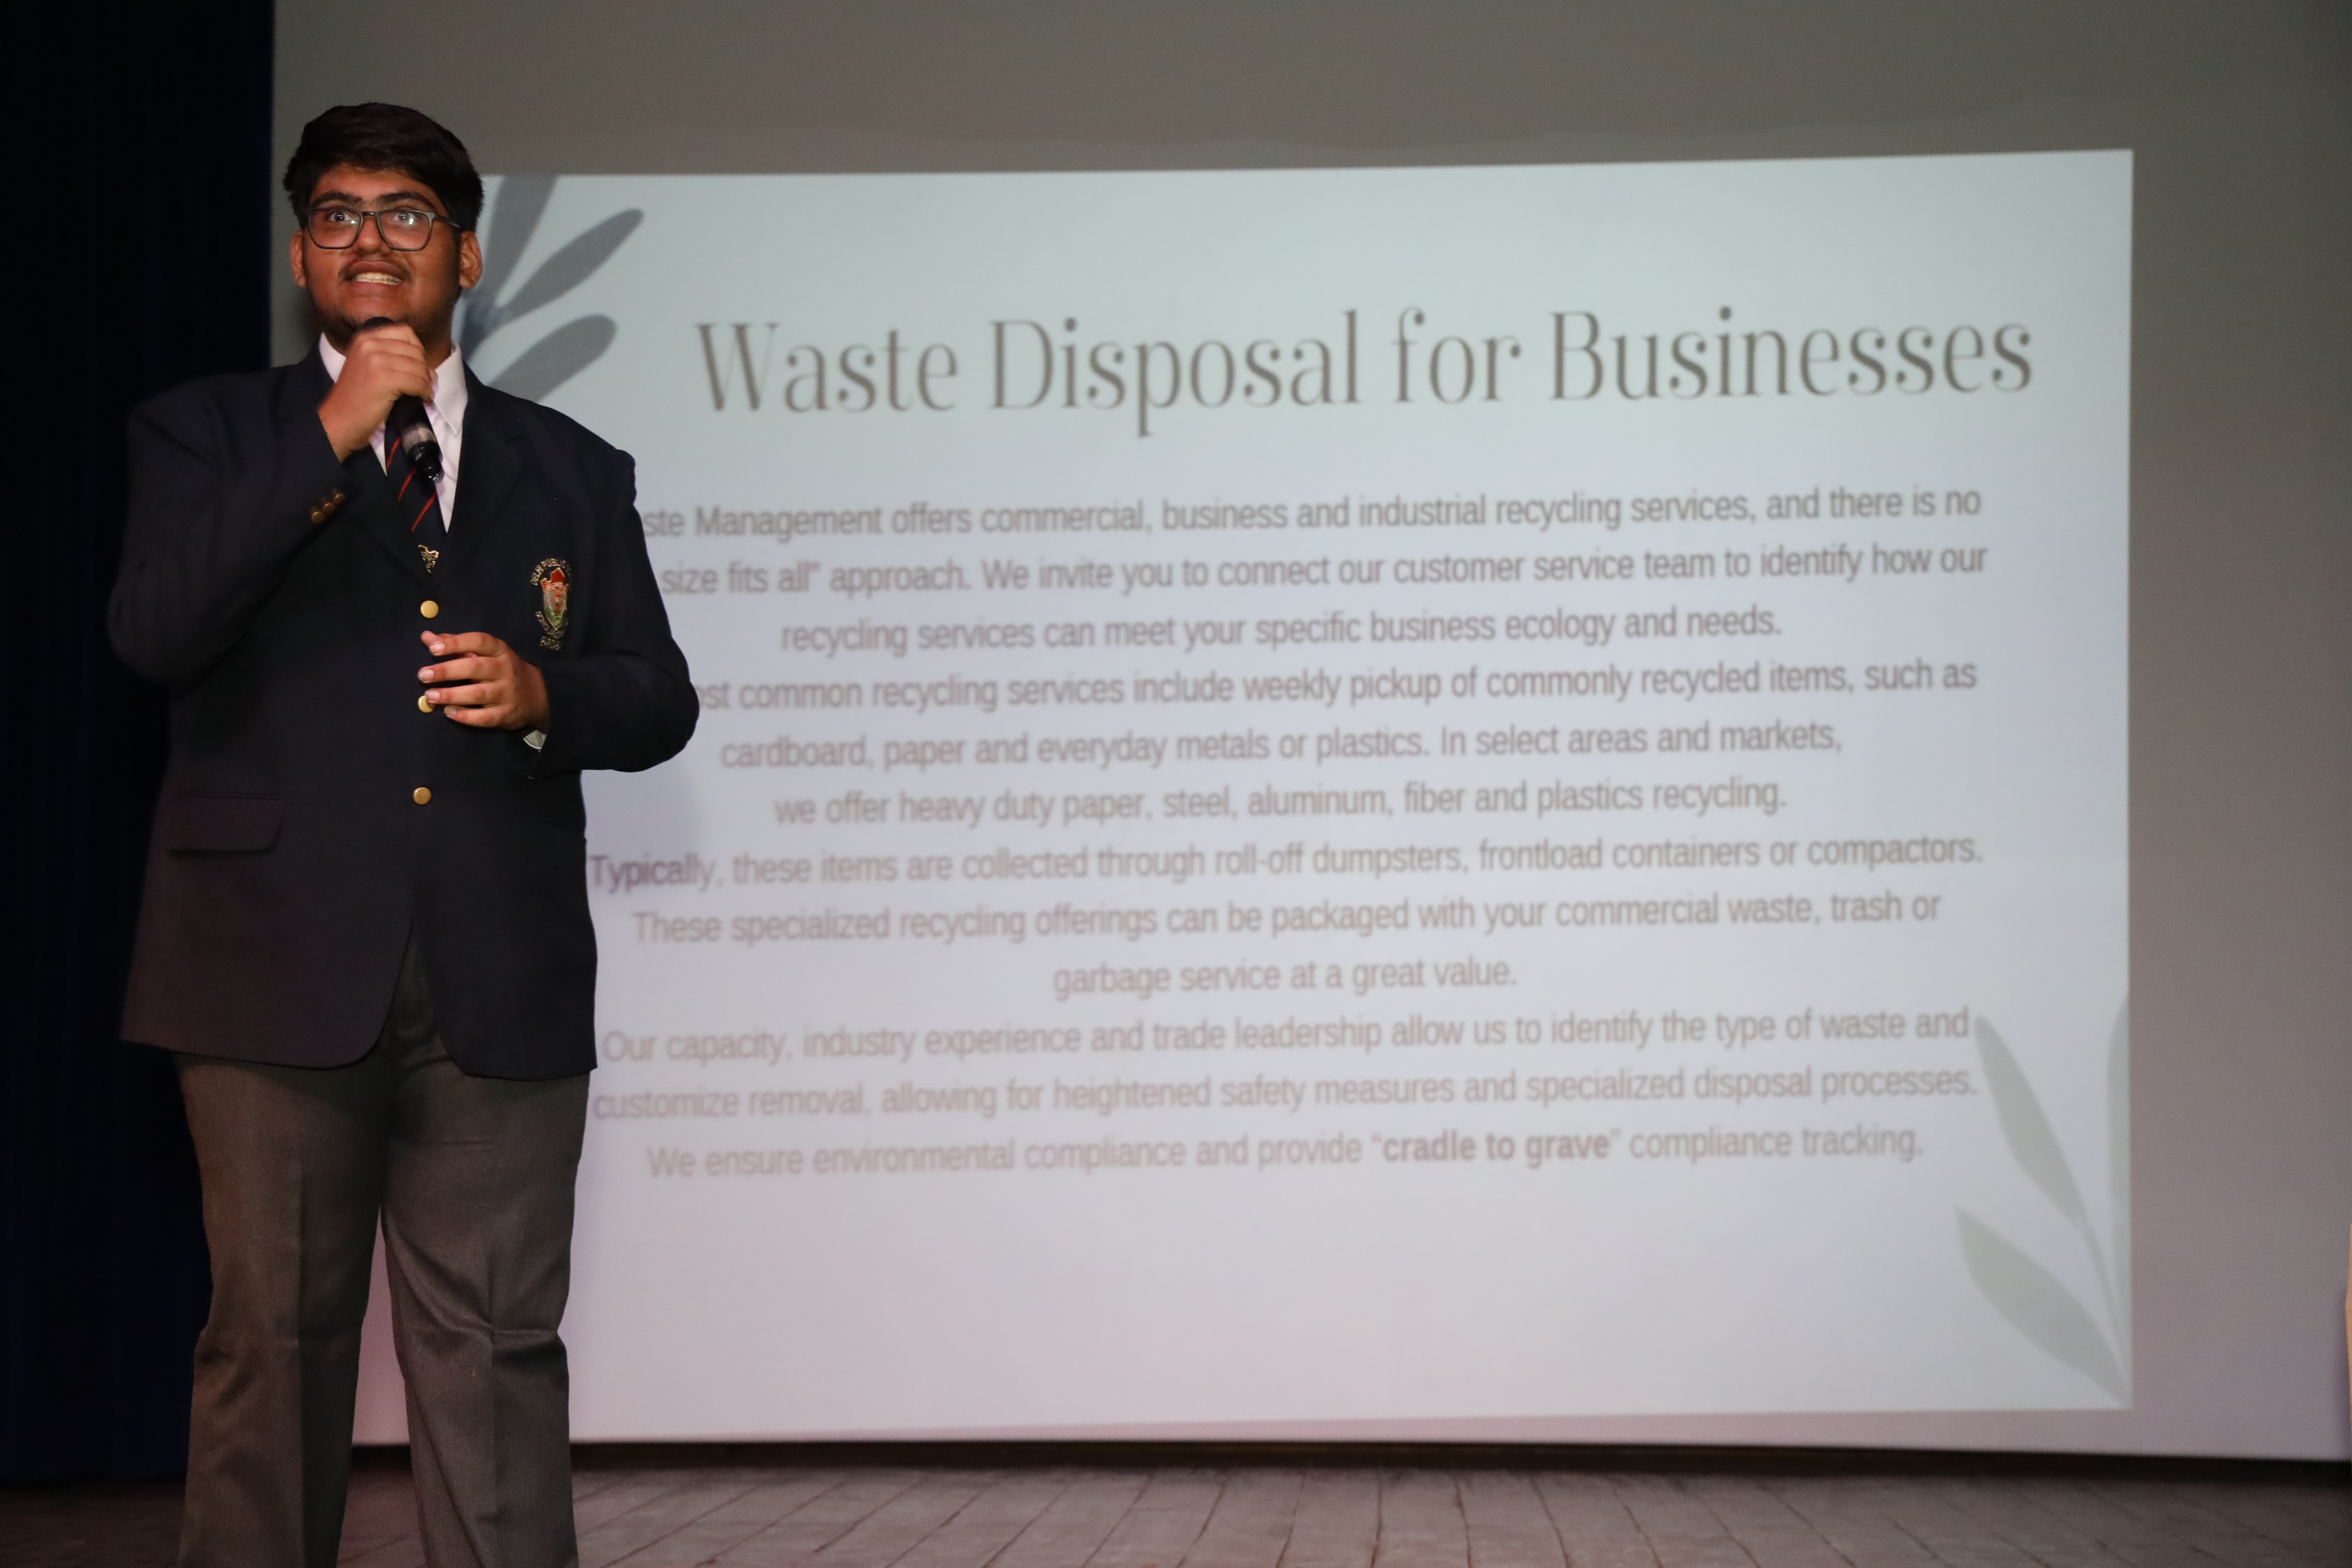 Waste Disposal for Businesses
ste Management offers commercial, business and industrial recycling services, and there is no
size fits all" approach. We invite you to connect our customer service team to identify how our
recycling services can meet your specific business ecology and needs.
ost common recycling services include weekly pickup of commonly recycled items, such as
cardboard, paper and everyday metals or plastics. In select areas and markets,
we offer heavy duty paper, steel, aluminum, fiber and plastics recycling.
Typically, these items are collected through roll-off dumpsters, frontload containers or compactors.
These specialized recycling offerings can be packaged with your commercial waste, trash or
garbage service at a great value.
Our capacity, industry experience and trade leadership allow us to identify the type of waste and
customize removal, allowing for heightened safety measures and specialized disposal processes.
We ensure environmental compliance and provide “cradle to grave” compliance tracking.